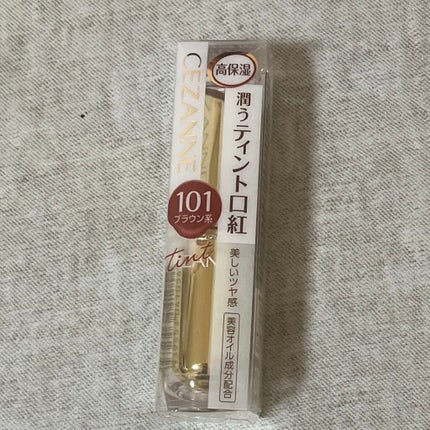 CEZANNE
高保湿
潤うティント口紅
101
ブラウン系
tint
美しいツヤ感
美容オイル成分配合